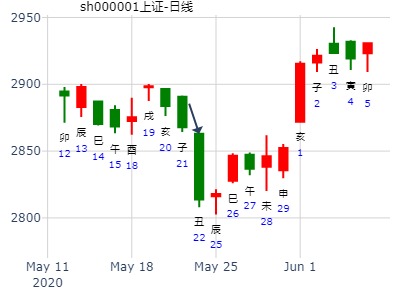 sh000001上证-日线
2950
2900
2850
2800
卯
12
辰
13
巳
14
午
15
酉
18
戌
19
亥
20
子
21
丑
22
辰
25
巳
26
午
27
未
28
申
29
亥
1
子
2
丑
3
寅
4
卯
5
May 11
2020
May 18
May 25
Jun 1